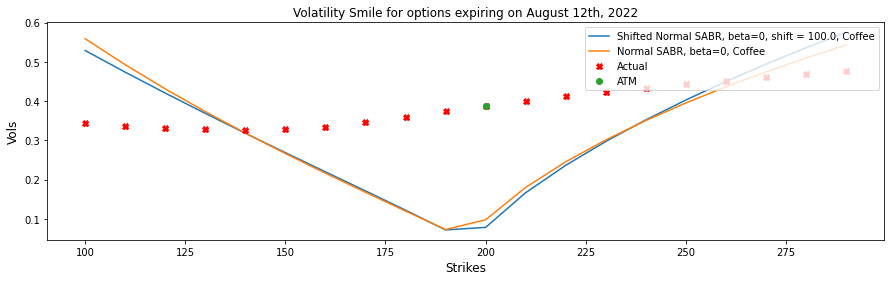 Volatility Smile for options expiring on August 12th, 2022
Shifted Normal SABR, beta=0, shift = 100.0, Coffee
Normal SABR, beta=0, Coffee
Actual
ATM
Vols
0.6
0.5
0.4
0.3
0.2
0.1
100 125 150 175 200 225 250 275
Strikes